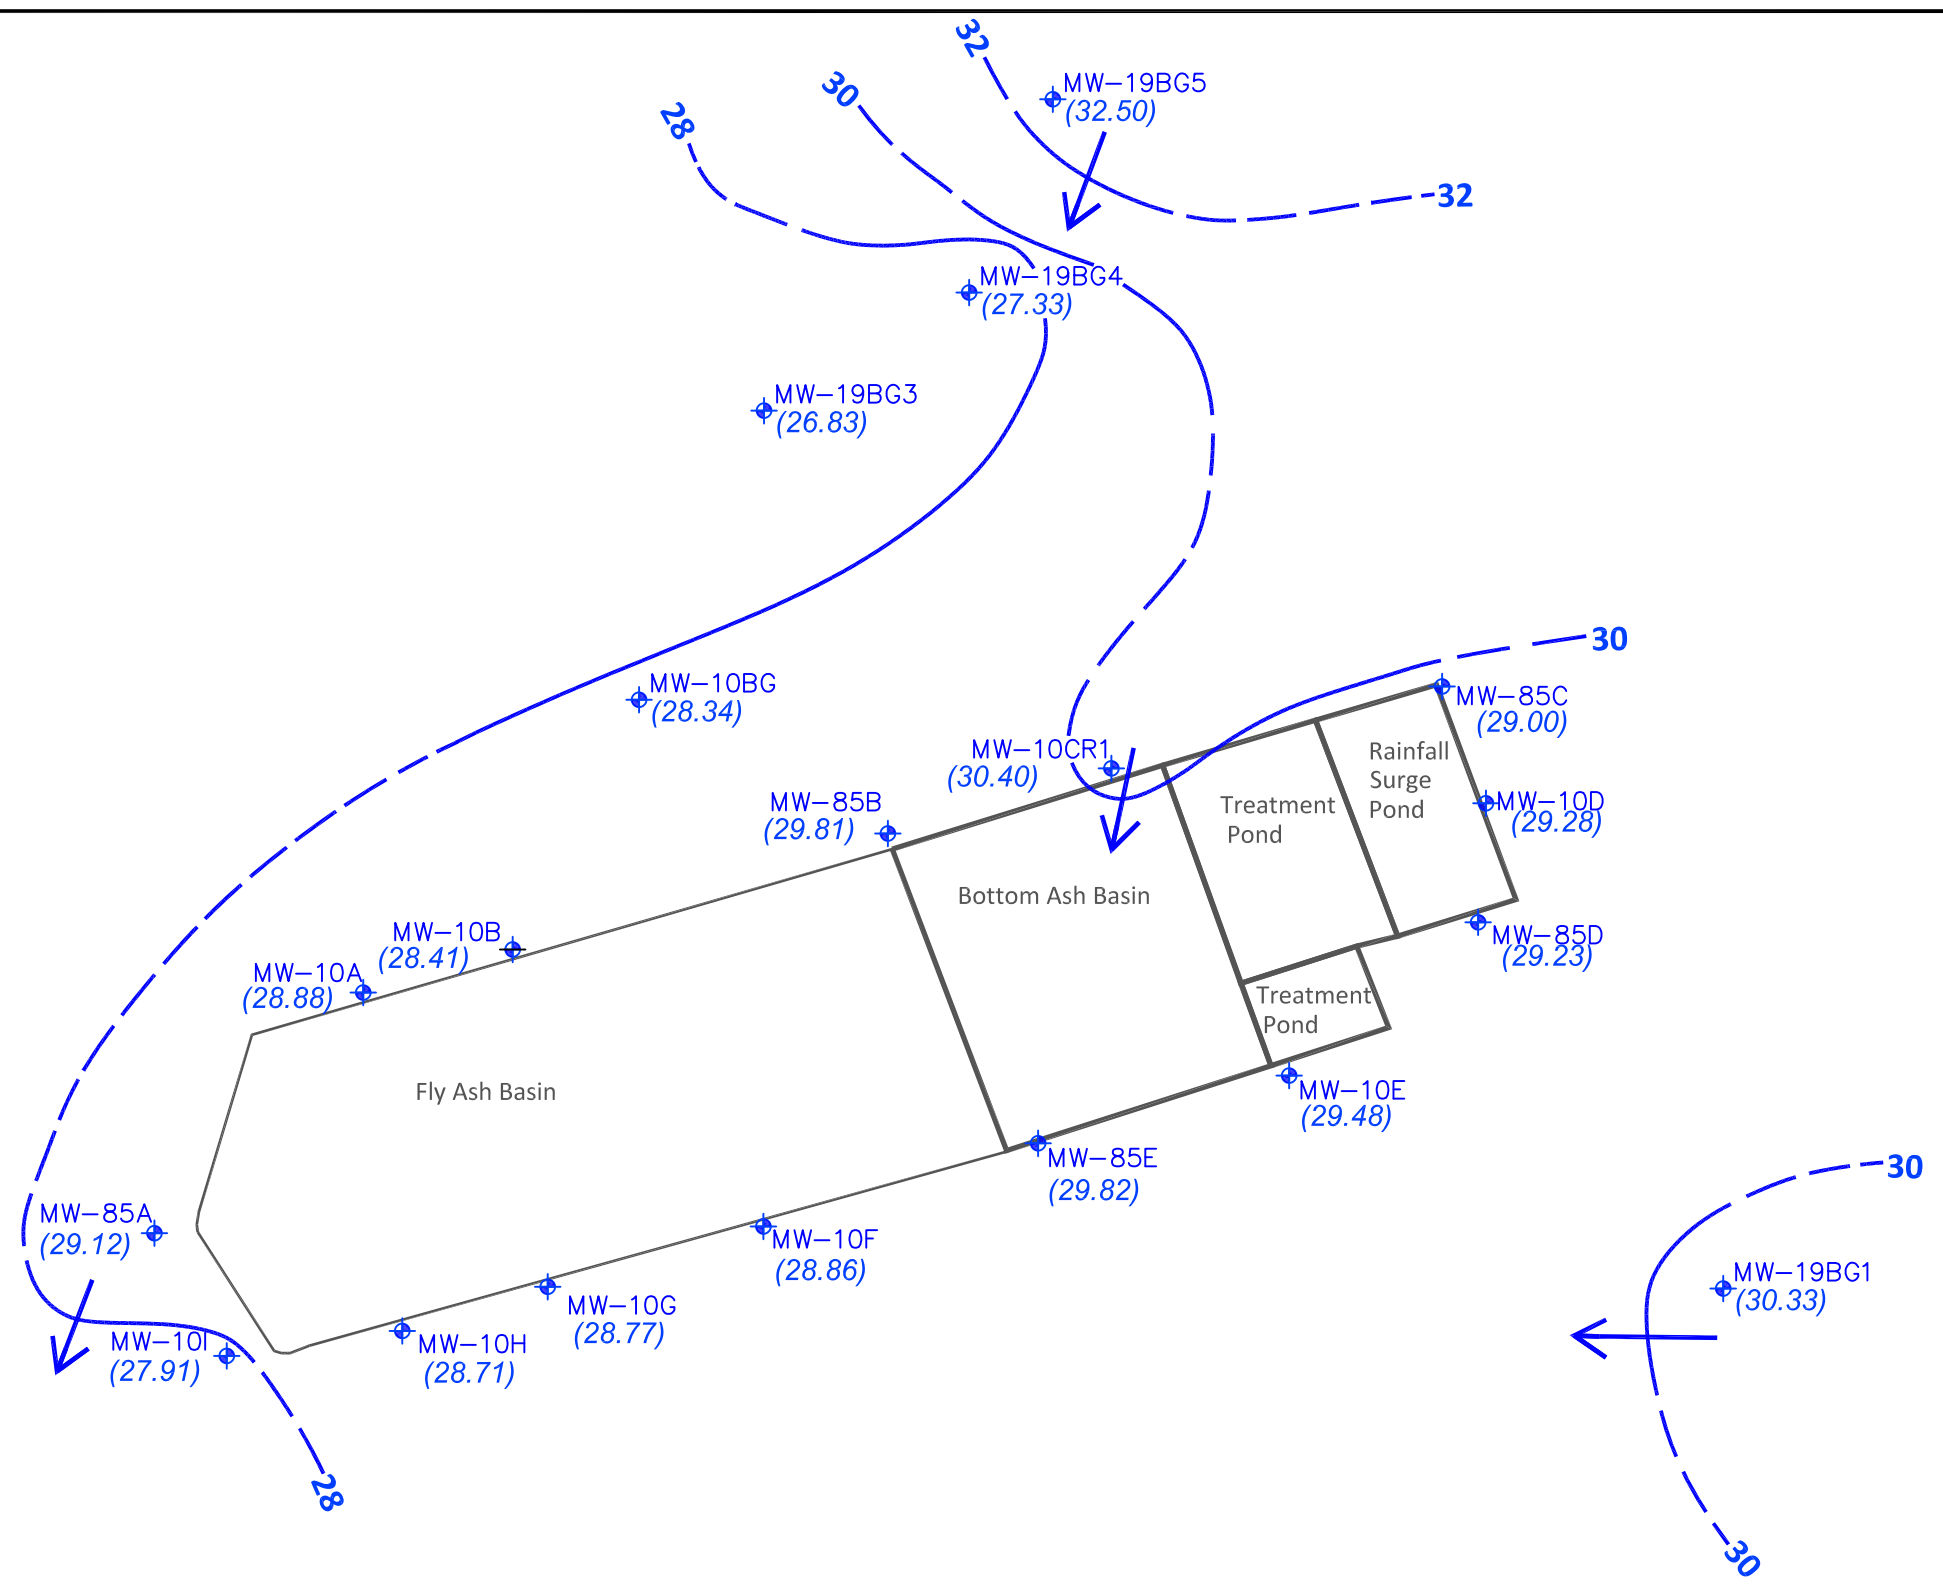 32
MW-19BG5
(32.50)
30
28
32
MW-19BG4
(27.33)
MW-19BG3
(26.83)
30
MW-10BG
(28.34)
MW-85C
(29.00)
MW-10CR1
(30.40)
Rainfall
Surge
Pond
MW-85B
(29.81)
Treatment
Pond
MW-10D
(29.28)
Bottom Ash Basin
MW-10B
(28.41)
MW-85D
(29.23)
MW-10A
(28.88)
Treatment
Pond
Fly Ash Basin
MW-10E
(29.48)
MW-85E
(29.82)
30
MW-85A
(29.12)
MW-10F
(28.86)
MW-19BG1
(30.33)
MW-10G
(28.77)
MW-10I
(27.91)
MW-10H
(28.71)
28
30